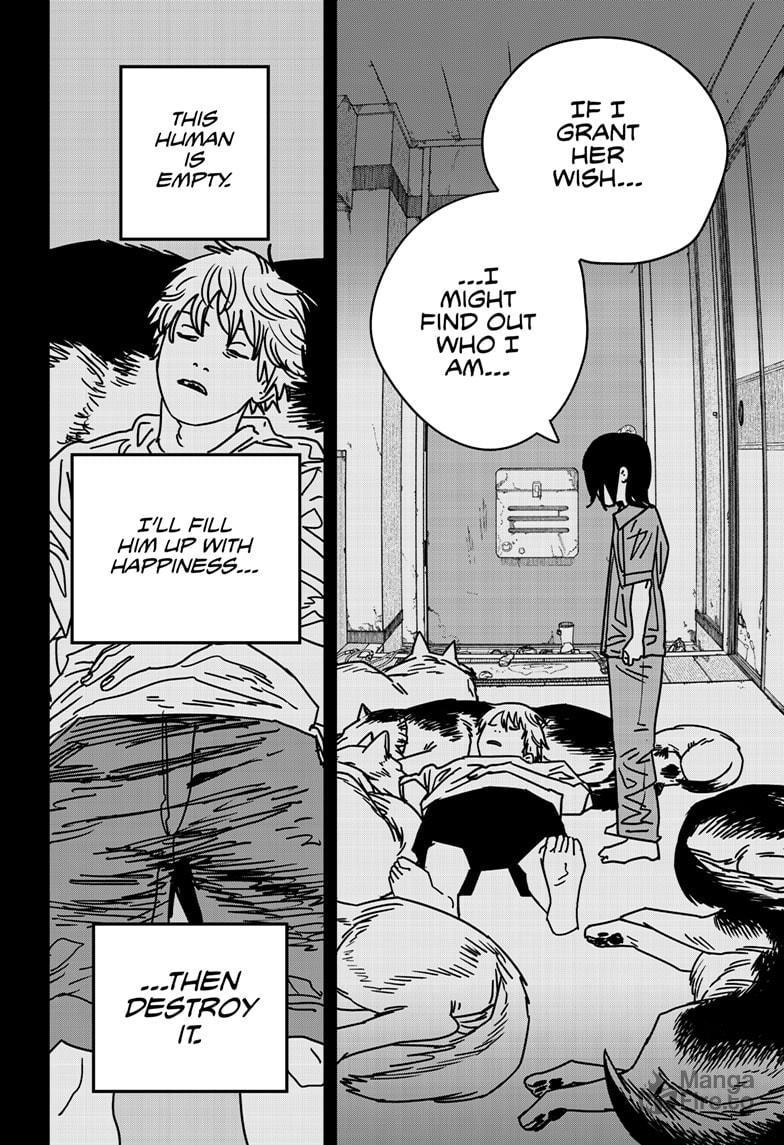 IF I
GRANT
HER
WISH...
...I
MIGHT
FIND OUT
WHO I
AM...
THIS
HUMAN
IS
EMPTY.
I'LL FILL
HIM UP WITH
HAPPINESS...
...THEN
DESTROY
IT.
Manga
Fire.to